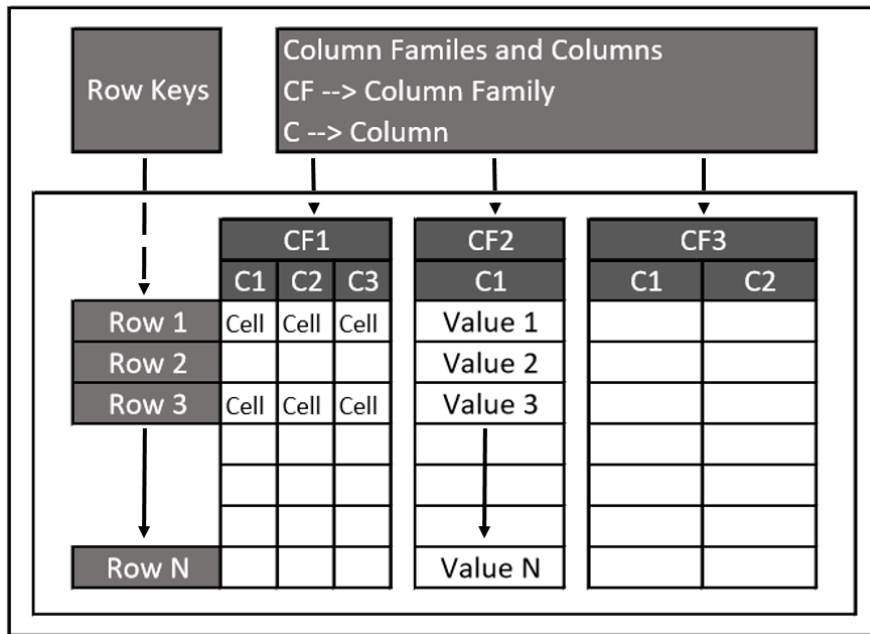 Row Keys
Column Familes and Columns
CF --> Column Family
C --> Column
CF1 CF2 CF3
C1 C2 C3 C1 C1 C2
Row 1 Cell Cell Cell Value 1
Row 2 Value 2
Row 3 Cell Cell Cell Value 3
Row N Value N